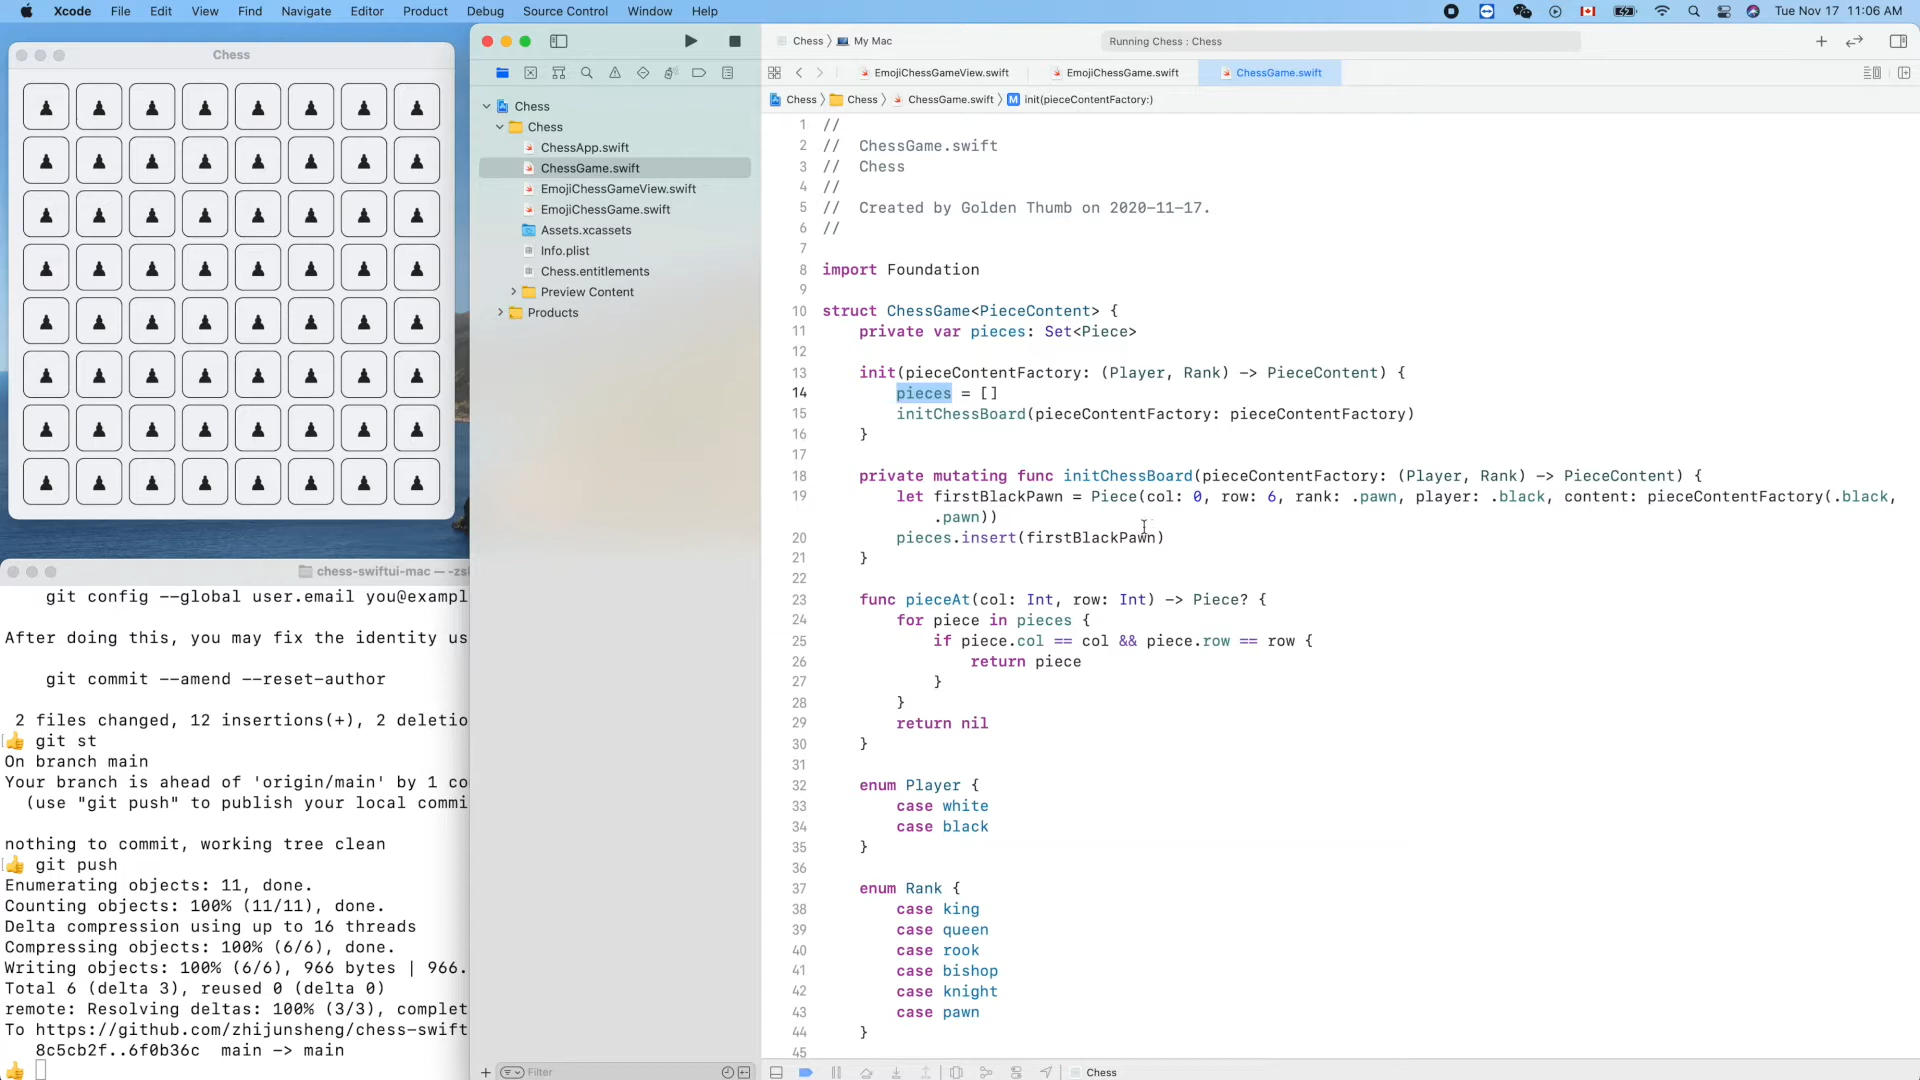 Xcode File Edit View Find Navigate Editor Product Debug Source Control Window Help
Tue Nov 17 11:06 AM
Chess
Chess
Chess
ChessApp.swift
ChessGame.swift
EmojiChessGameView.swift
EmojiChessGame.swift
Assets.xcassets
Info.plist
Chess.entitlements
Preview Content
Products
Filter
Chess My Mac
Running Chess : Chess
EmojiChessGameView.swift EmojiChessGame.swift ChessGame.swift
Chess Chess ChessGame.swift M init(pieceContentFactory:)
1 //
2 // ChessGame.swift
3 // Chess
4 //
5 // Created by Golden Thumb on 2020-11-17.
6 //
7
8 import Foundation
9
10 struct ChessGame<PieceContent> {
11 private var pieces: Set<Piece>
12
13 init(pieceContentFactory: (Player, Rank) -> PieceContent) {
14 pieces = []
15 initChessBoard(pieceContentFactory: pieceContentFactory)
16 }
17
18 private mutating func initChessBoard(pieceContentFactory: (Player, Rank) -> PieceContent) {
19 let firstBlackPawn = Piece(col: 0, row: 6, rank: .pawn, player: .black, content: pieceContentFactory(.black,
.pawn))
20 pieces.insert(firstBlackPawn)
21 }
22
23 func pieceAt(col: Int, row: Int) -> Piece? {
24 for piece in pieces {
25 if piece.col == col && piece.row == row {
26 return piece
27 }
28 }
29 return nil
30 }
31
32 enum Player {
33 case white
34 case black
35 }
36
37 enum Rank {
38 case king
39 case queen
40 case rook
41 case bishop
42 case knight
43 case pawn
44 }
45
Chess
chess-swiftui-mac — -zs
git config --global user.email you@exampl
After doing this, you may fix the identity us
git commit --amend --reset-author
2 files changed, 12 insertions(+), 2 deletio
👍 git st
On branch main
Your branch is ahead of 'origin/main' by 1 co
(use "git push" to publish your local commi
nothing to commit, working tree clean
👍 git push
Enumerating objects: 11, done.
Counting objects: 100% (11/11), done.
Delta compression using up to 16 threads
Compressing objects: 100% (6/6), done.
Writing objects: 100% (6/6), 966 bytes | 966.
Total 6 (delta 3), reused 0 (delta 0)
remote: Resolving deltas: 100% (3/3), complet
To https://github.com/zhijunsheng/chess-swift
8c5cb2f..6f0b36c main -> main
👍